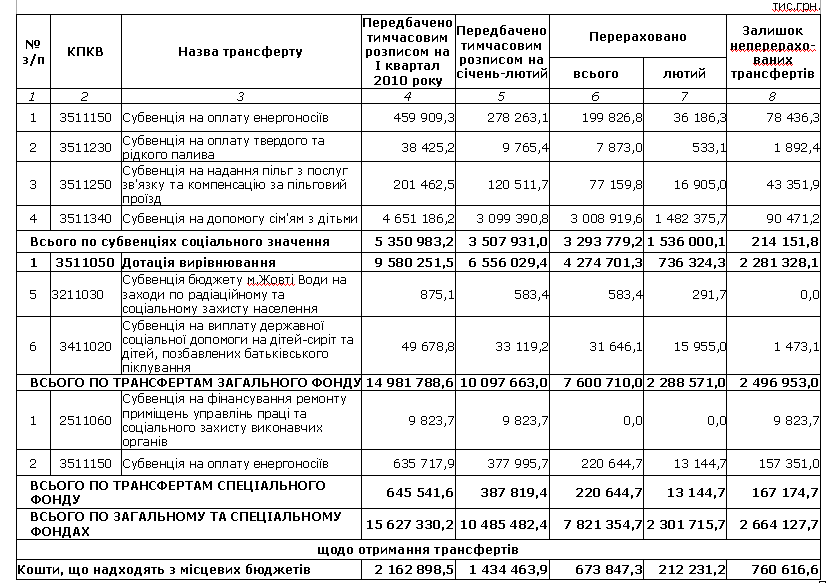 тис.грн.
№ з/п | КПКВ | Назва трансферту | Передбачено тимчасовим розписом на І квартал 2010 року | Передбачено тимчасовим розписом на січень-лютий | Перераховано | Залишок неперерахо-ваних трансфертів
всього | лютий
1 | 2 | 3 | 4 | 5 | 6 | 7 | 8
1 | 3511150 | Субвенція на оплату енергоносіїв | 459 909,3 | 278 263,1 | 199 826,8 | 36 186,3 | 78 436,3
2 | 3511230 | Субвенція на оплату твердого та рідкого палива | 38 425,2 | 9 765,4 | 7 873,0 | 533,1 | 1 892,4
3 | 3511250 | Субвенція на надання пільг з послуг зв'язку та компенсацію за пільговий проїзд | 201 462,5 | 120 511,7 | 77 159,8 | 16 905,0 | 43 351,9
4 | 3511340 | Субвенція на допомогу сім'ям з дітьми | 4 651 186,2 | 3 099 390,8 | 3 008 919,6 | 1 482 375,7 | 90 471,2
Всього по субвенціях соціального значення | 5 350 983,2 | 3 507 931,0 | 3 293 779,2 | 1 536 000,1 | 214 151,8
1 | 3511050 | Дотація вирівнювання | 9 580 251,5 | 6 556 029,4 | 4 274 701,3 | 736 324,3 | 2 281 328,1
5 | 3211030 | Субвенція бюджету м.Жовті Води на заходи по радіаційному та соціальному захисту населення | 875,1 | 583,4 | 583,4 | 291,7 | 0,0
6 | 3411020 | Субвенція на виплату державної соціальної допомоги на дітей-сиріт та дітей, позбавлених батьківського піклування | 49 678,8 | 33 119,2 | 31 646,1 | 15 955,0 | 1 473,1
ВСЬОГО ПО ТРАНСФЕРТАМ ЗАГАЛЬНОГО ФОНДУ | 14 981 788,6 | 10 097 663,0 | 7 600 710,0 | 2 288 571,0 | 2 496 953,0
1 | 2511060 | Субвенція на фінансування ремонту приміщень управлінь праці та соціального захисту виконавчих органів | 9 823,7 | 9 823,7 | 0,0 | 0,0 | 9 823,7
2 | 3511150 | Субвенція на оплату енергоносіїв | 635 717,9 | 377 995,7 | 220 644,7 | 13 144,7 | 157 351,0
ВСЬОГО ПО ТРАНСФЕРТАМ СПЕЦІАЛЬНОГО ФОНДУ | 645 541,6 | 387 819,4 | 220 644,7 | 13 144,7 | 167 174,7
ВСЬОГО ПО ЗАГАЛЬНОМУ ТА СПЕЦІАЛЬНОМУ ФОНДАХ | 15 627 330,2 | 10 485 482,4 | 7 821 354,7 | 2 301 715,7 | 2 664 127,7
щодо отримання трансфертів
Кошти, що надходять з місцевих бюджетів | 2 162 898,5 | 1 434 463,9 | 673 847,3 | 212 231,2 | 760 616,6